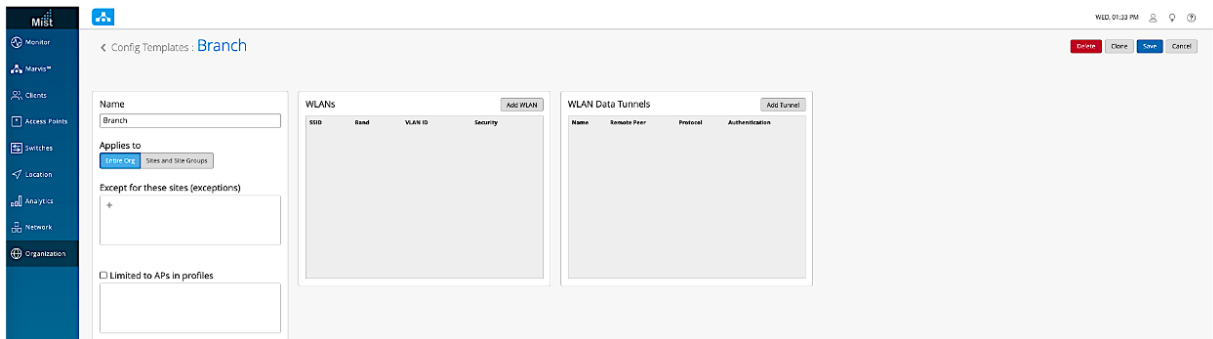 Mist
WED, 01:33 PM
Monitor
Config Templates : Branch
Delete
Clone
Save
Cancel
Marvis™
Clients
Access Points
Switches
Location
Analytics
Network
Organization
Name
Branch
Applies to
Entire Org
Sites and Site Groups
Except for these sites (exceptions)
+
Limited to APs in profiles
WLANs
Add WLAN
SSID
Band
VLAN ID
Security
WLAN Data Tunnels
Add Tunnel
Name
Remote Peer
Protocol
Authentication